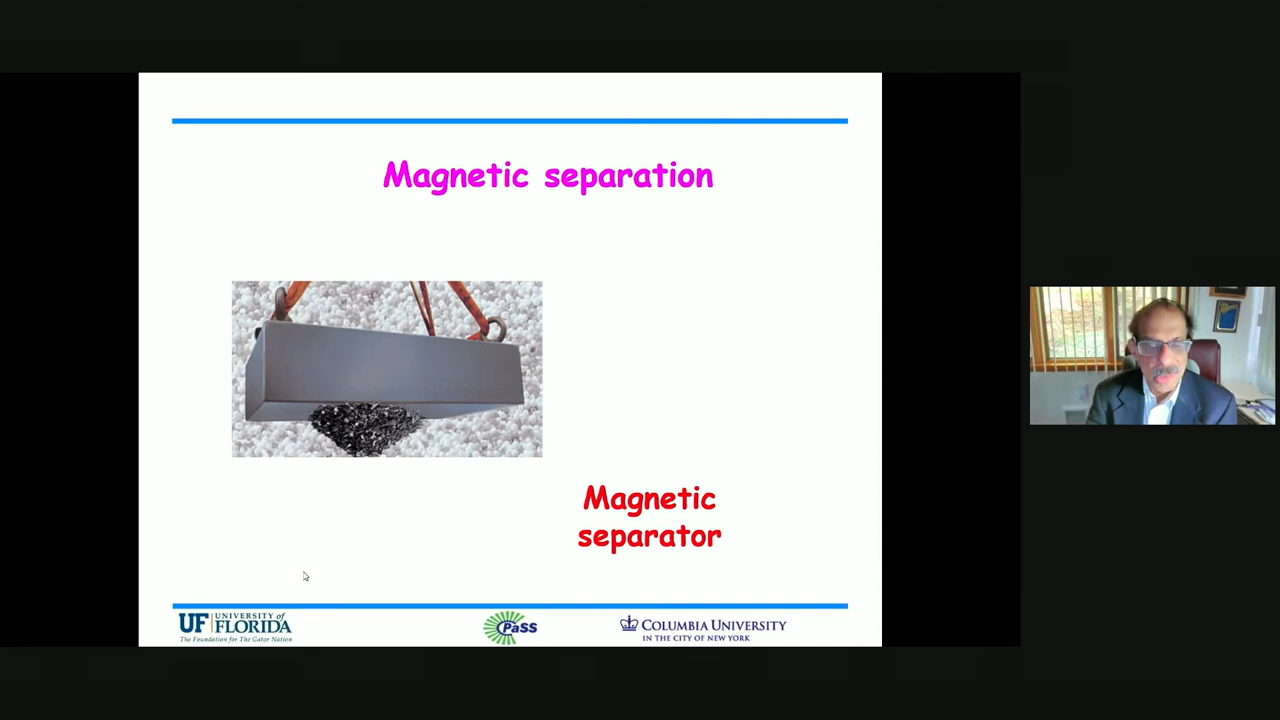 Magnetic separation
Magnetic
separator
UF UNIVERSITY of
FLORIDA
The Foundation for The Gator Nation
CPaSS
COLUMBIA UNIVERSITY
IN THE CITY OF NEW YORK